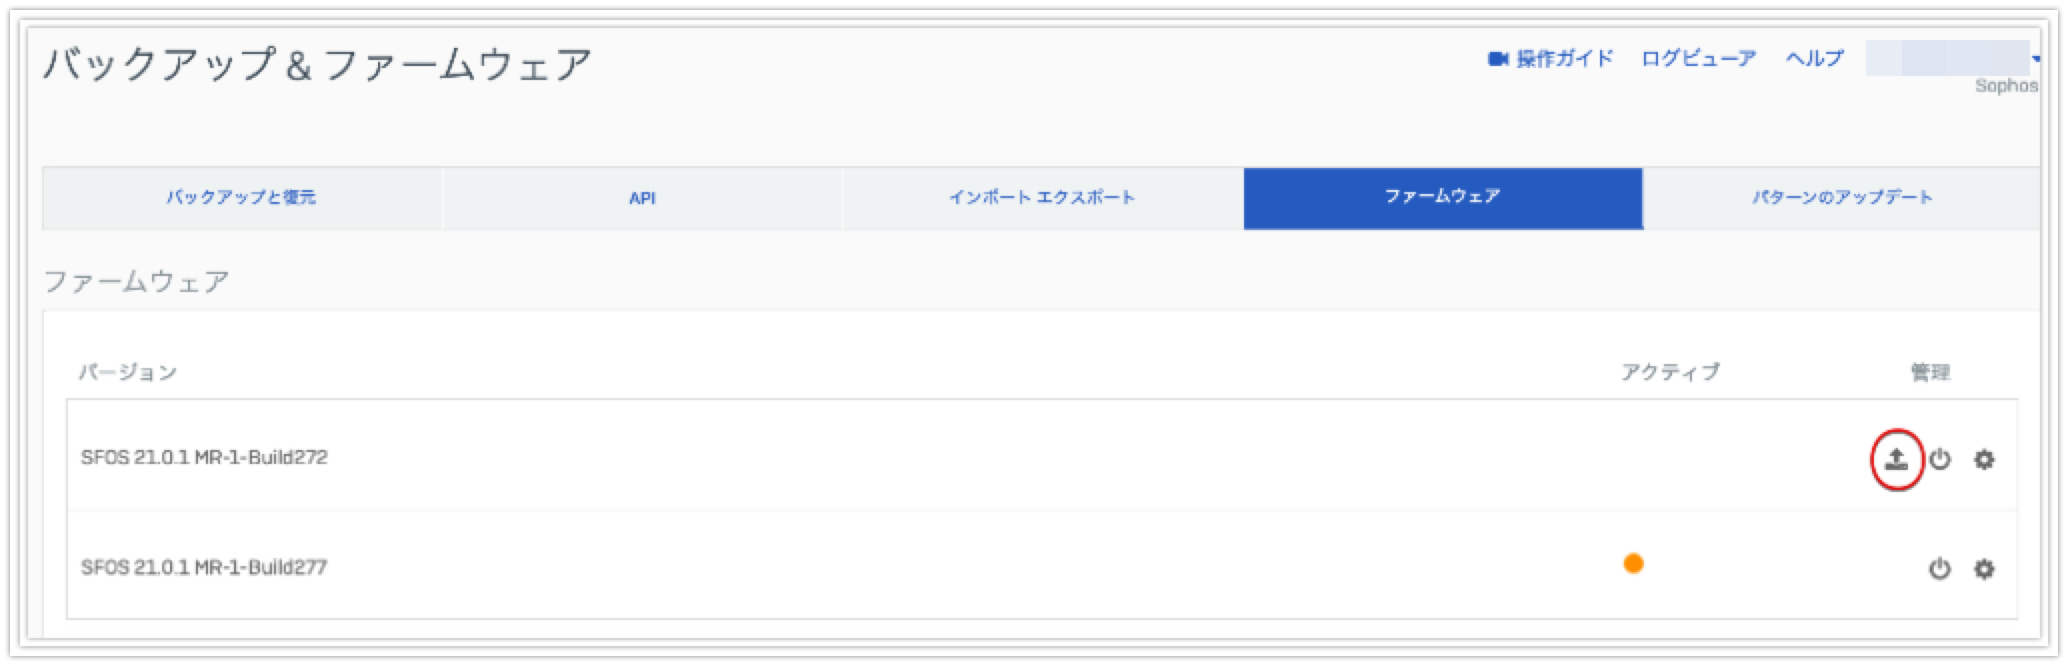 バックアップ & ファームウェア
操作ガイド ログビューア ヘルプ
Sophos
バックアップと復元 API インポート エクスポート ファームウェア パターンのアップデート
ファームウェア
バージョン アクティブ 管理
SFOS 21.0.1 MR-1-Build272
SFOS 21.0.1 MR-1-Build277